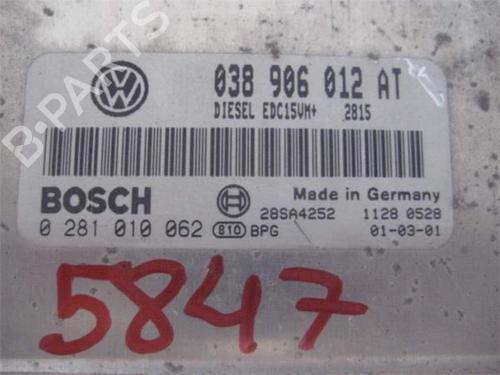 038 906 012 AT
DIESEL EDC15VM+ 2815
BOSCH
Made in Germany
28SA4252 1128 0528
0 281 010 062 810 BPG 01-03-01
5847
B-PARTS